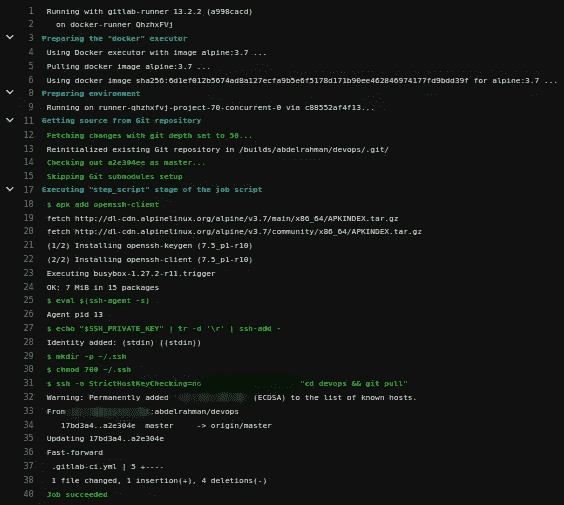 1 Running with gitlab-runner 13.2.2 (a998cacd)
2 on docker-runner QhzhxFVj
3 Preparing the "docker" executor
4 Using Docker executor with image alpine:3.7 ...
5 Pulling docker image alpine:3.7 ...
6 Using docker image sha256:6d1ef012b5674ad8a127ecfa9b5e6f5178d171b90ee462846974177fd9bdd39f for alpine:3.7 ...
8 Preparing environment
9 Running on runner-qhzhxfvj-project-70-concurrent-0 via c88552af4f13...
11 Getting source from Git repository
12 Fetching changes with git depth set to 50...
13 Reinitialized existing Git repository in /builds/abdelrahman/devops/.git/
14 Checking out a2e304ee as master...
15 Skipping Git submodules setup
17 Executing "step_script" stage of the job script
18 $ apk add openssh-client
19 fetch http://dl-cdn.alpinelinux.org/alpine/v3.7/main/x86_64/APKINDEX.tar.gz
20 fetch http://dl-cdn.alpinelinux.org/alpine/v3.7/community/x86_64/APKINDEX.tar.gz
21 (1/2) Installing openssh-keygen (7.5_p1-r10)
22 (2/2) Installing openssh-client (7.5_p1-r10)
23 Executing busybox-1.27.2-r11.trigger
24 OK: 7 MiB in 15 packages
25 $ eval $(ssh-agent -s)
26 Agent pid 13
27 $ echo "$SSH_PRIVATE_KEY" | tr -d '\r' | ssh-add -
28 Identity added: (stdin) ((stdin))
29 $ mkdir -p ~/.ssh
30 $ chmod 700 ~/.ssh
31 $ ssh -o StrictHostKeyChecking=no "cd devops && git pull"
32 Warning: Permanently added (ECDSA) to the list of known hosts.
33 From :abdelrahman/devops
34 17bd3a4..a2e304e master -> origin/master
35 Updating 17bd3a4..a2e304e
36 Fast-forward
37 .gitlab-ci.yml | 5 +----
38 1 file changed, 1 insertion(+), 4 deletions(-)
40 Job succeeded